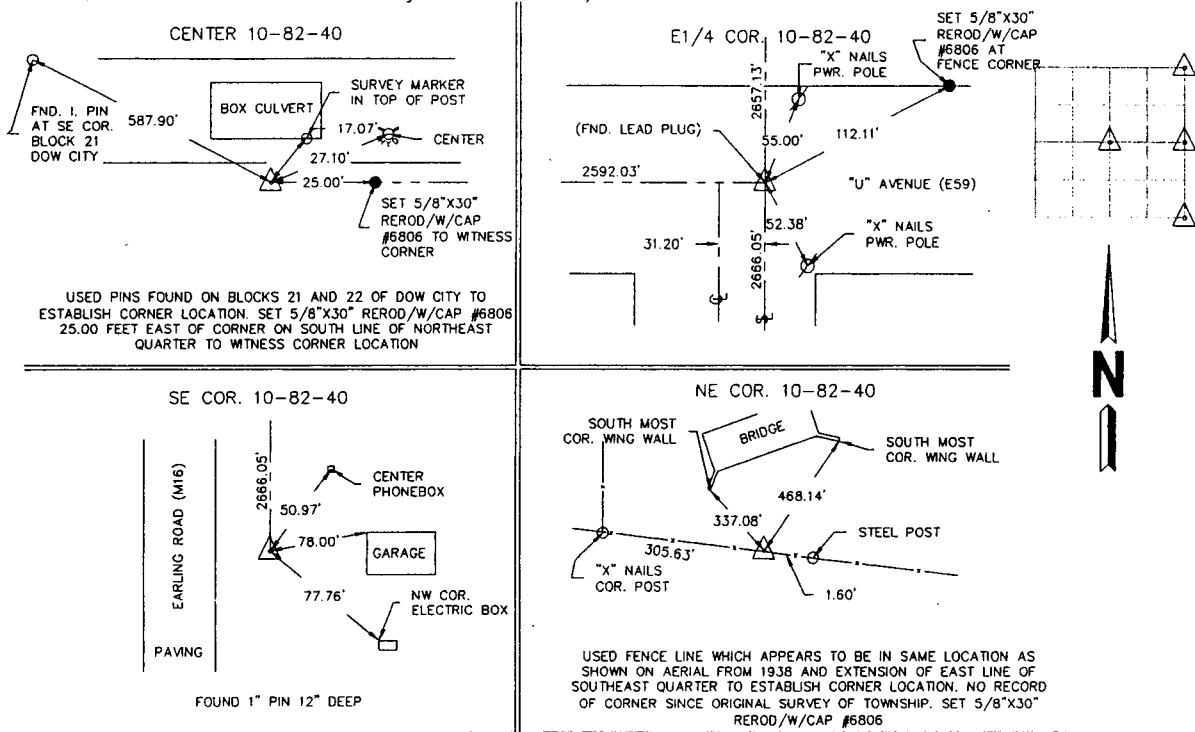 CENTER 10-82-40
FND. I. PIN
AT SE COR.
BLOCK 21
DOW CITY
587.90'
BOX CULVERT
SURVEY MARKER
IN TOP OF POST
17.07'
CENTER
27.10'
25.00'
SET 5/8"X30"
REROD/W/CAP
#6806 TO WITNESS
CORNER
USED PINS FOUND ON BLOCKS 21 AND 22 OF DOW CITY TO
ESTABLISH CORNER LOCATION. SET 5/8"X30" REROD/W/CAP #6806
25.00 FEET EAST OF CORNER ON SOUTH LINE OF NORTHEAST
QUARTER TO WITNESS CORNER LOCATION
E1/4 COR. 10-82-40
SET 5/8"X30"
REROD/W/CAP
#6806 AT
FENCE CORNER
"X" NAILS
PWR. POLE
2657.13'
(FND. LEAD PLUG)
55.00'
112.11'
2592.03'
"U" AVENUE (E59)
52.38'
31.20'
2666.05'
"X" NAILS
PWR. POLE
N
SE COR. 10-82-40
EARLING ROAD (M16)
PAVING
2666.05'
50.97'
CENTER
PHONEBOX
78.00'
GARAGE
77.76'
NW COR.
ELECTRIC BOX
FOUND 1" PIN 12" DEEP
NE COR. 10-82-40
SOUTH MOST
COR. WING WALL
BRIDGE
SOUTH MOST
COR. WING WALL
468.14'
337.08'
STEEL POST
305.63'
"X" NAILS
COR. POST
1.60'
USED FENCE LINE WHICH APPEARS TO BE IN SAME LOCATION AS
SHOWN ON AERIAL FROM 1938 AND EXTENSION OF EAST LINE OF
SOUTHEAST QUARTER TO ESTABLISH CORNER LOCATION. NO RECORD
OF CORNER SINCE ORIGINAL SURVEY OF TOWNSHIP. SET 5/8"X30"
REROD/W/CAP #6806